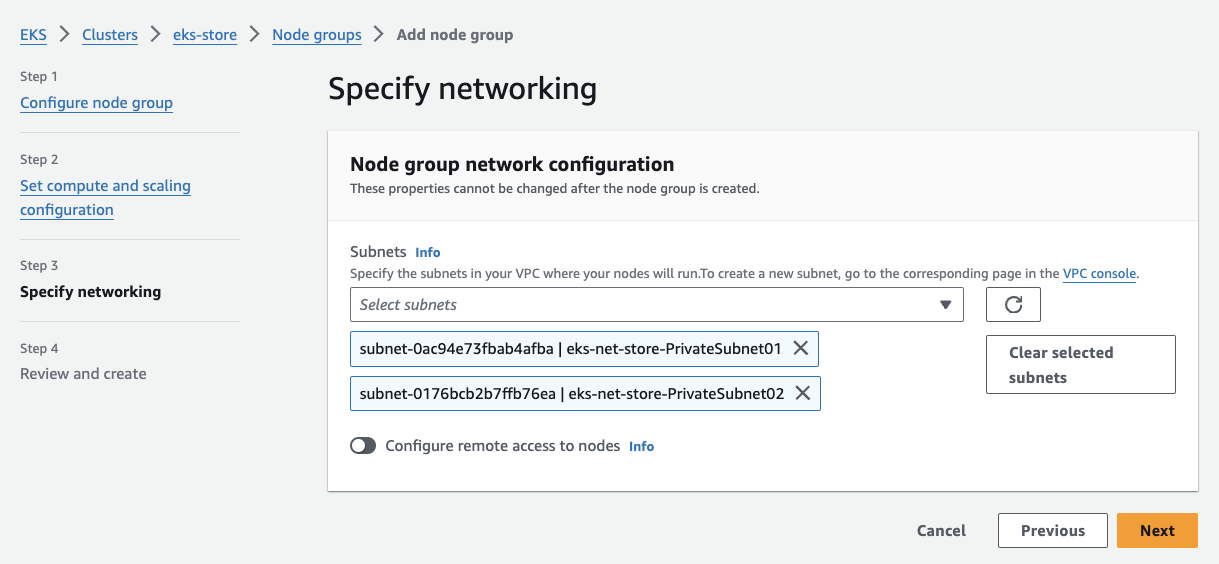 EKS Clusters eks-store Node groups Add node group
Step 1
Configure node group
Step 2
Set compute and scaling
configuration
Step 3
Specify networking
Step 4
Review and create
Specify networking
Node group network configuration
These properties cannot be changed after the node group is created.
Subnets Info
Specify the subnets in your VPC where your nodes will run.To create a new subnet, go to the corresponding page in the VPC console.
Select subnets
subnet-0ac94e73fbab4afba | eks-net-store-PrivateSubnet01
subnet-0176bcb2b7ffb76ea | eks-net-store-PrivateSubnet02
Clear selected
subnets
Configure remote access to nodes Info
Cancel Previous Next